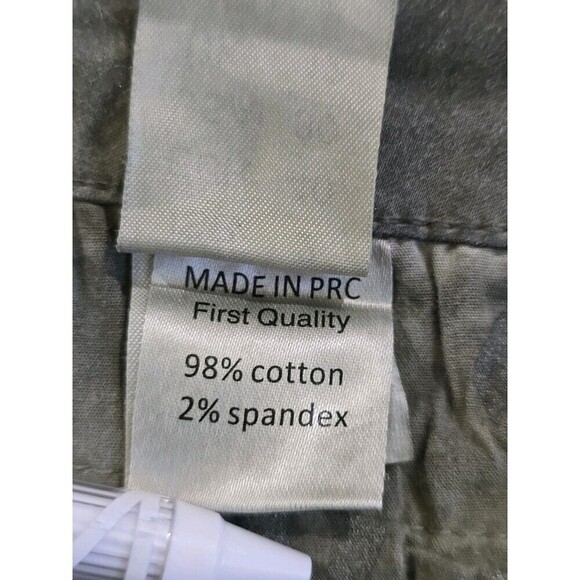 MADE IN PRC
First Quality
98% cotton
2% spandex